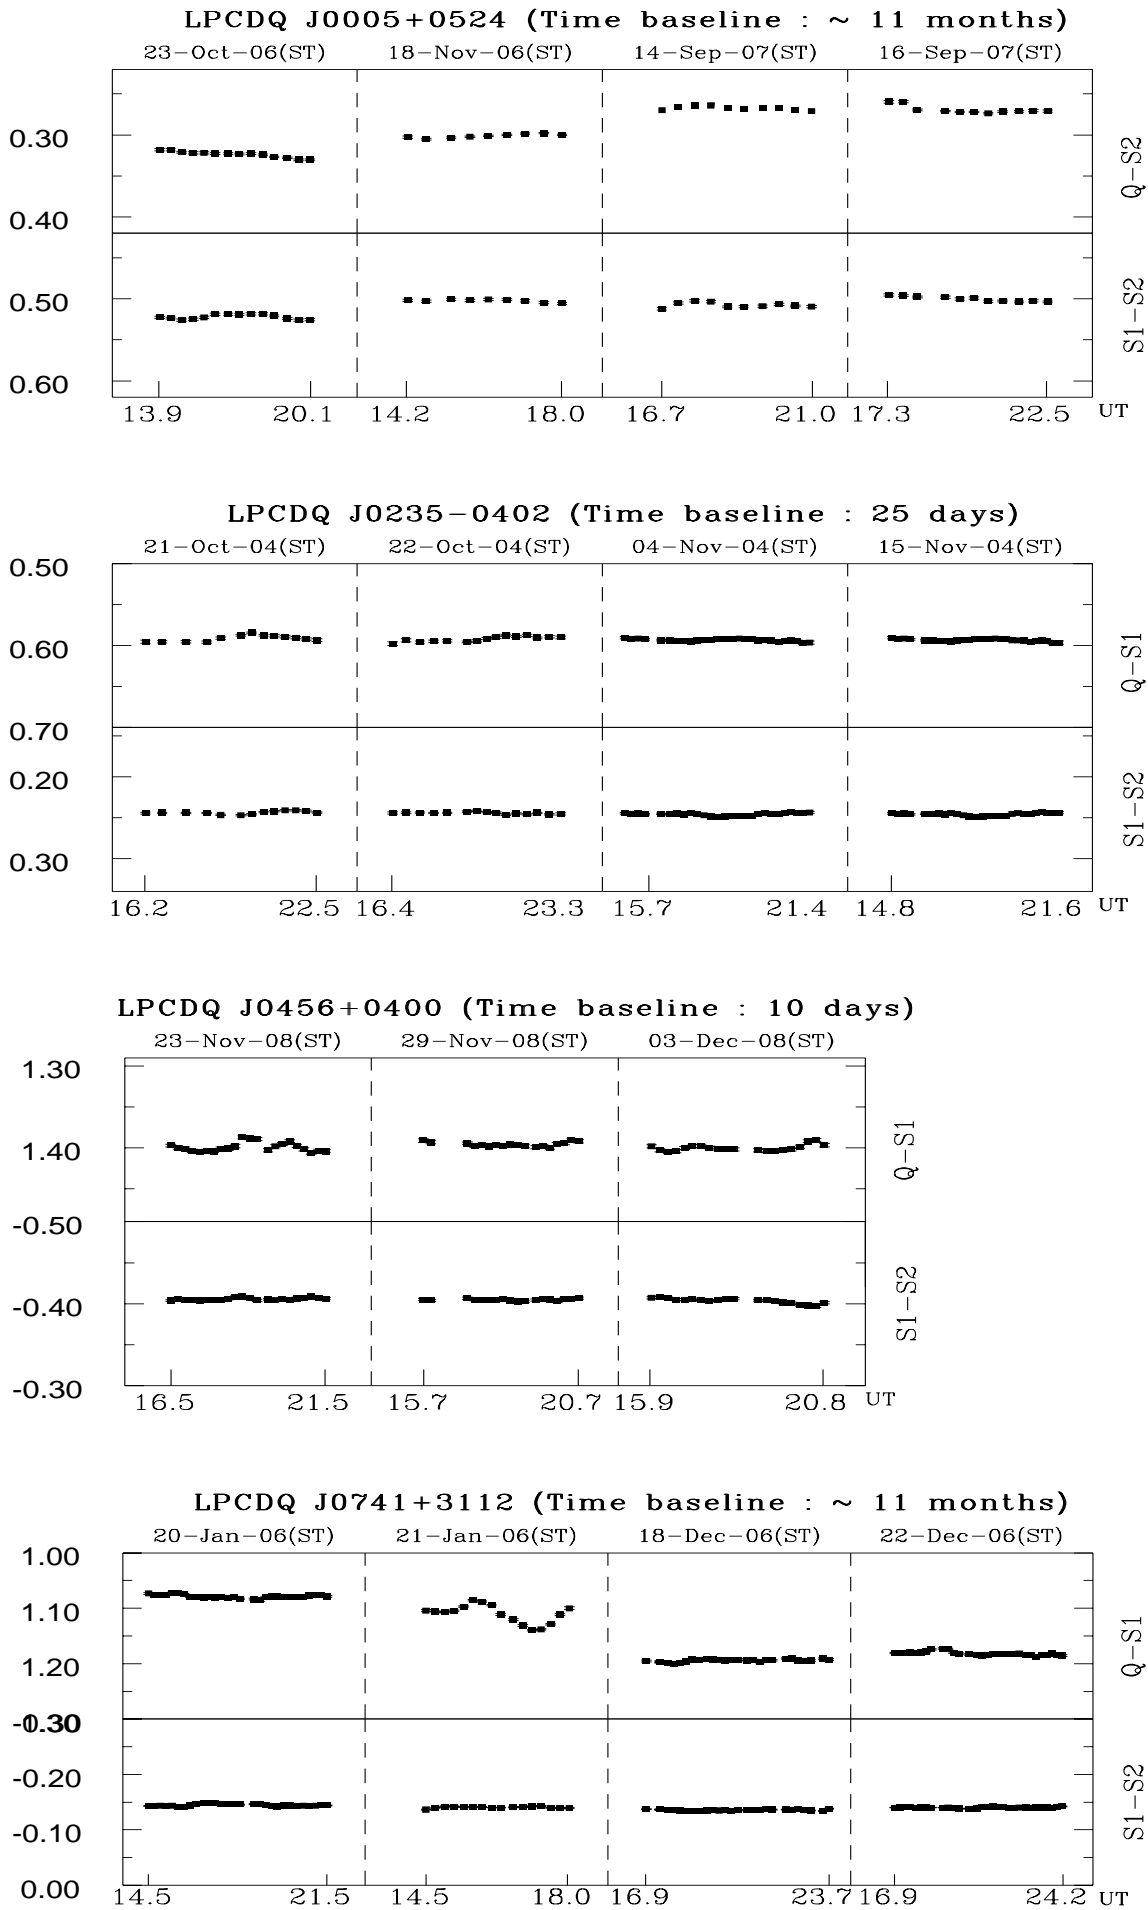 LPCDQ J0005+0524 (Time baseline : ~ 11 months)
23-Oct-06(ST) 18-Nov-06(ST) 14-Sep-07(ST) 16-Sep-07(ST)
0.30
0.40
Q-S2
0.50
0.60
S1-S2
13.9 20.1 14.2 18.0 16.7 21.0 17.3 22.5 UT
LPCDQ J0235-0402 (Time baseline : 25 days)
21-Oct-04(ST) 22-Oct-04(ST) 04-Nov-04(ST) 15-Nov-04(ST)
0.50
0.60
0.70
Q-S1
0.20
0.30
S1-S2
16.2 22.5 16.4 23.3 15.7 21.4 14.8 21.6 UT
LPCDQ J0456+0400 (Time baseline : 10 days)
23-Nov-08(ST) 29-Nov-08(ST) 03-Dec-08(ST)
1.30
1.40
Q-S1
-0.50
-0.40
-0.30
S1-S2
16.5 21.5 15.7 20.7 15.9 20.8 UT
LPCDQ J0741+3112 (Time baseline : ~ 11 months)
20-Jan-06(ST) 21-Jan-06(ST) 18-Dec-06(ST) 22-Dec-06(ST)
1.00
1.10
1.20
Q-S1
-0.20
-0.10
0.00
S1-S2
14.5 21.5 14.5 18.0 16.9 23.7 16.9 24.2 UT